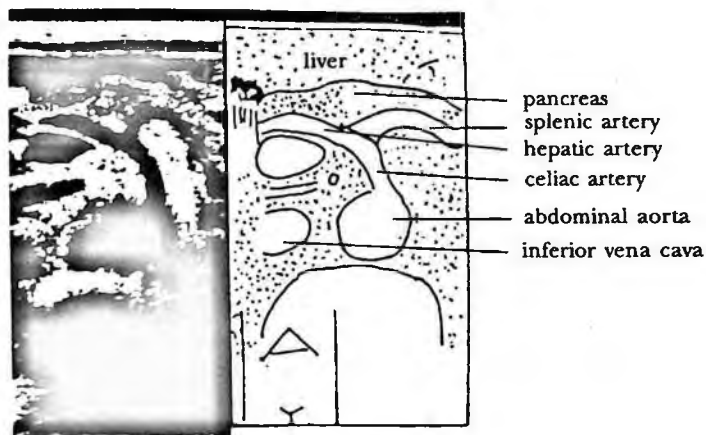 liver
pancreas
splenic artery
hepatic artery
celiac artery
abdominal aorta
inferior vena cava